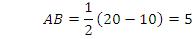 AB = 1/2 (20 − 10) = 5